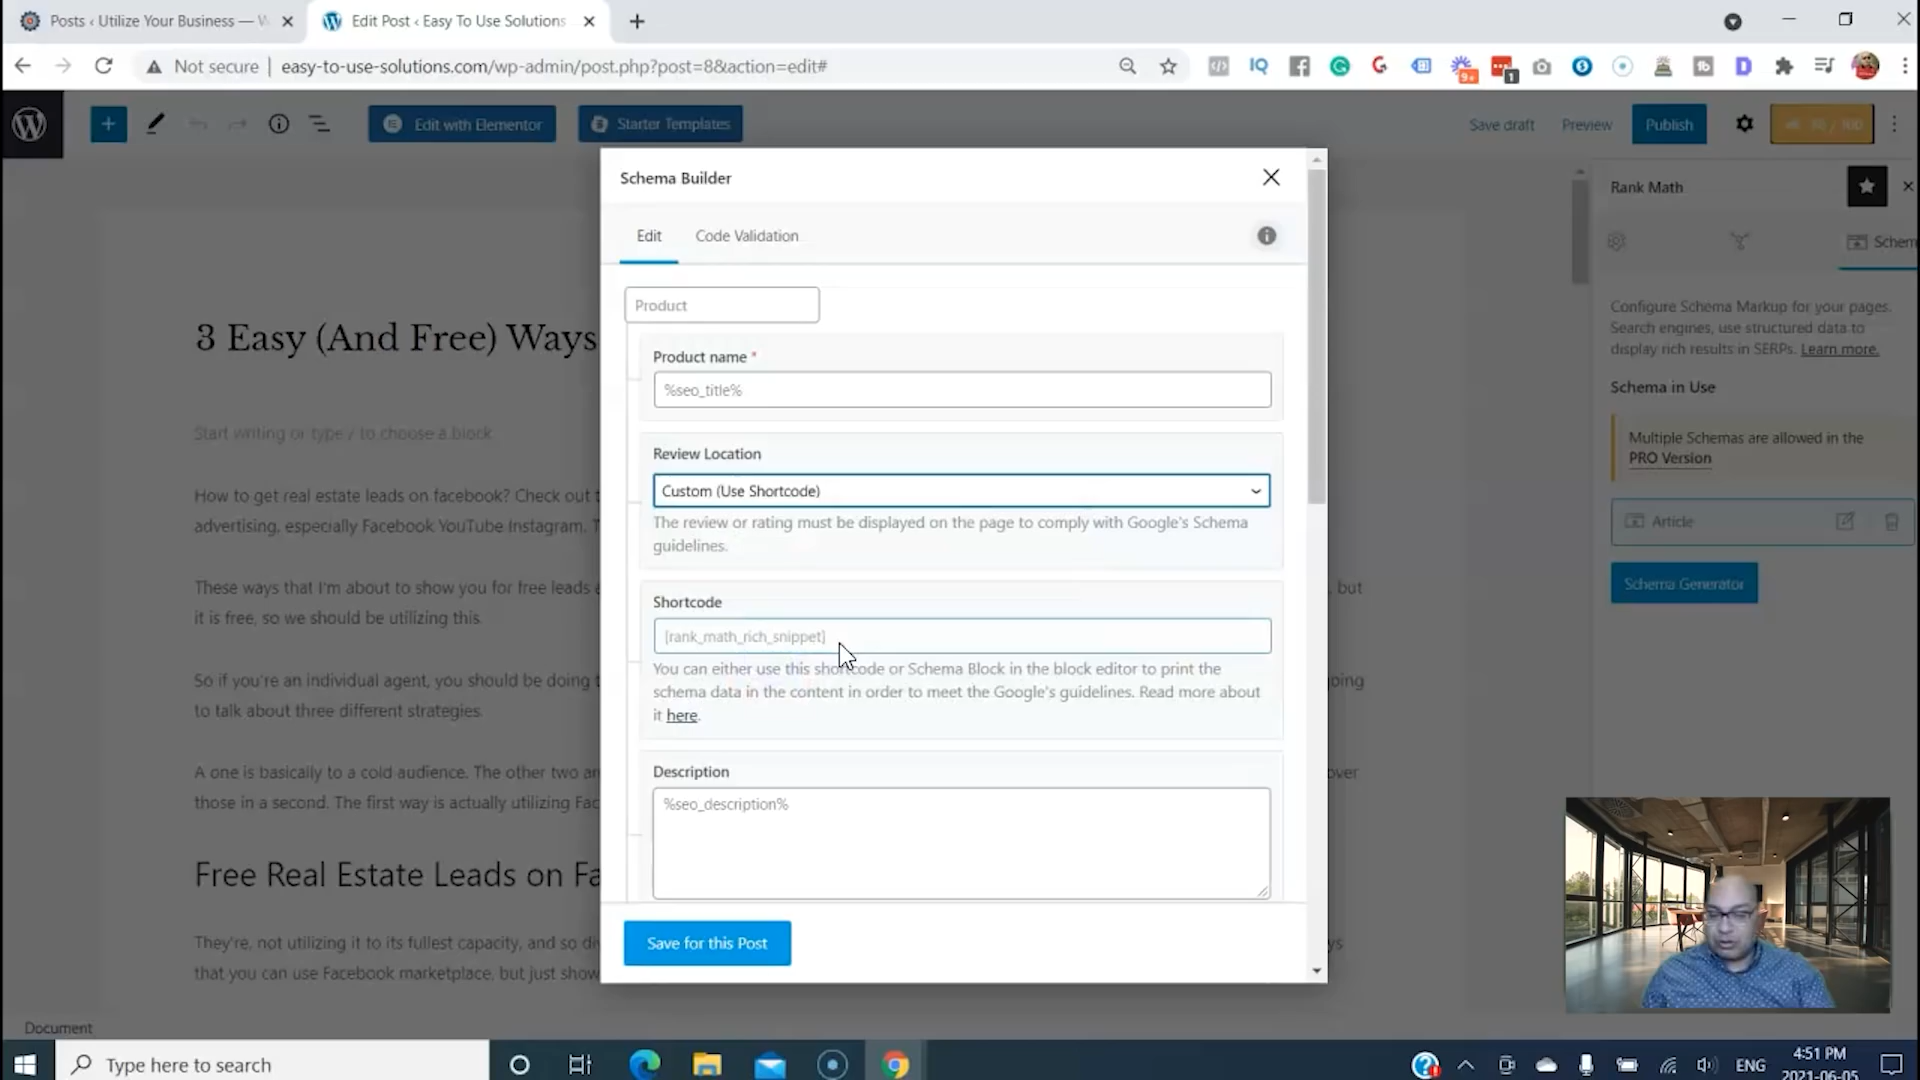 Posts ‹ Utilize Your Business — W
Edit Post ‹ Easy To Use Solutions
Not secure
easy-to-use-solutions.com/wp-admin/post.php?post=8&action=edit#
IQ
9+
1
tb
D
Edit with Elementor
Starter Templates
Save draft
Preview
Publish
/ 100
Schema Builder
Edit
Code Validation
Product
Product name *
%seo_title%
Review Location
Custom (Use Shortcode)
The review or rating must be displayed on the page to comply with Google's Schema
guidelines.
Shortcode
[rank_math_rich_snippet]
You can either use this shortcode or Schema Block in the block editor to print the
schema data in the content in order to meet the Google's guidelines. Read more about
it here.
Description
%seo_description%
Save for this Post
3 Easy (And Free) Ways
Start writing or type / to choose a block
How to get real estate leads on facebook? Check out t
advertising, especially Facebook YouTube Instagram. T
These ways that I'm about to show you for free leads a
, but
it is free, so we should be utilizing this.
So if you're an individual agent, you should be doing t
oing
to talk about three different strategies.
A one is basically to a cold audience. The other two are
over
those in a second. The first way is actually utilizing Fac
Free Real Estate Leads on Fa
They're, not utilizing it to its fullest capacity, and so di
ys
that you can use Facebook marketplace, but just show
Document
Rank Math
Schem
Configure Schema Markup for your pages.
Search engines, use structured data to
display rich results in SERPs. Learn more.
Schema in Use
Multiple Schemas are allowed in the
PRO Version
Article
Schema Generator
Type here to search
ENG
4:51 PM
2021-06-05